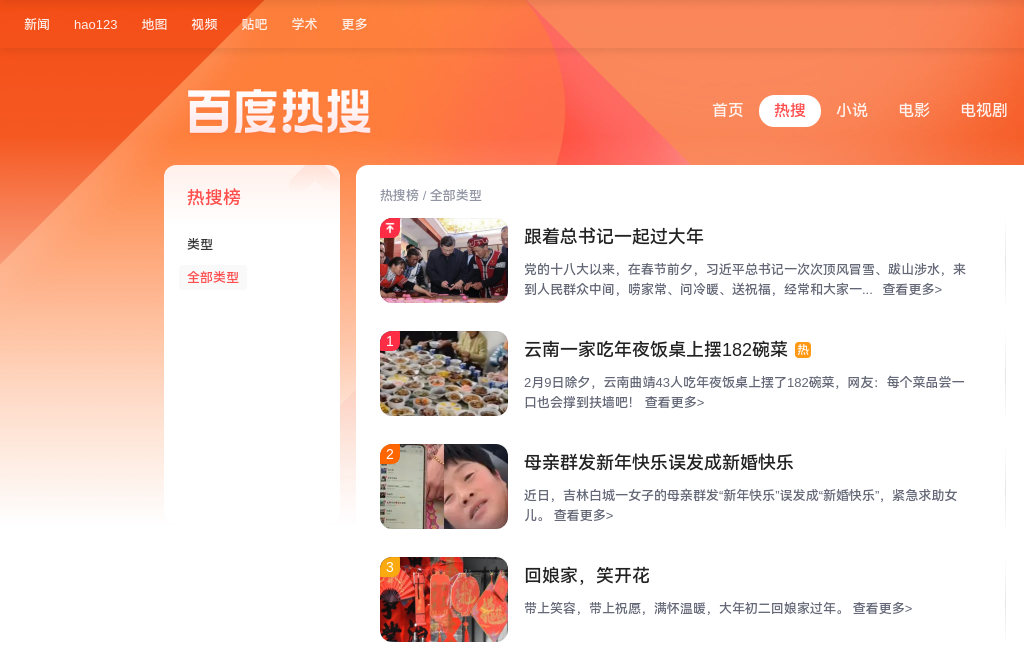 新闻 hao123 地图 视频 贴吧 学术 更多
百度热搜
首页 热搜 小说 电影 电视剧
热搜榜
类型
全部类型
热搜榜 / 全部类型
跟着总书记一起过大年
党的十八大以来，在春节前夕，习近平总书记一次次顶风冒雪、跋山涉水，来
到人民群众中间，唠家常、问冷暖、送祝福，经常和大家一... 查看更多>
1
云南一家吃年夜饭桌上摆182碗菜 热
2月9日除夕，云南曲靖43人吃年夜饭桌上摆了182碗菜，网友：每个菜品尝一
口也会撑到扶墙吧！ 查看更多>
2
母亲群发新年快乐误发成新婚快乐
近日，吉林白城一女子的母亲群发“新年快乐”误发成“新婚快乐”，紧急求助女
儿。 查看更多>
3
回娘家，笑开花
带上笑容，带上祝愿，满怀温暖，大年初二回娘家过年。 查看更多>